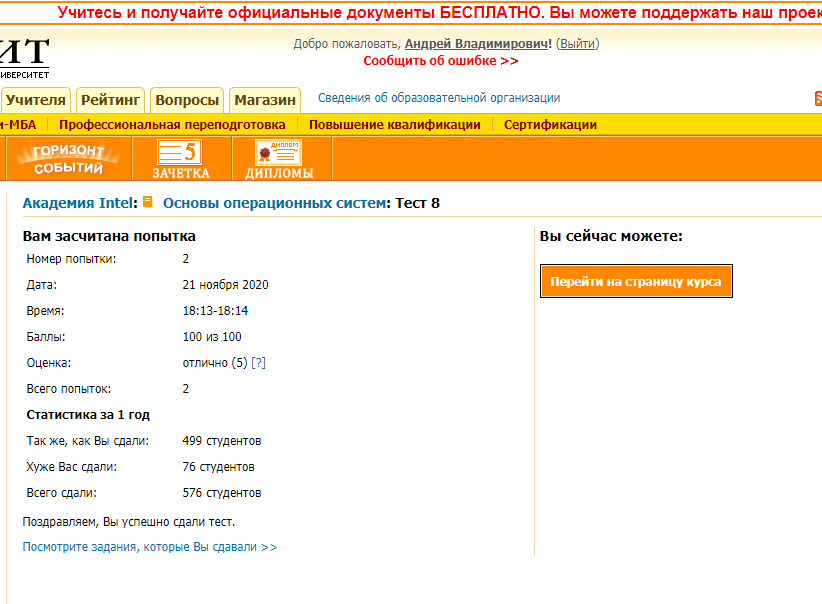 Учитесь и получайте официальные документы БЕСПЛАТНО. Вы можете поддержать наш
ИТ
Добро пожаловать, Андрей Владимирович! (Выйти)
Сообщить об ошибке >>
Учителя Рейтинг Вопросы Магазин Сведения об образовательной организации
и-МБА Профессиональная переподготовка Повышение квалификации Сертификации
ГОРИЗОНТ СОБЫТИЙ
5 ЗАЧЕТКА
ДИПЛОМ ДИПЛОМЫ
Академия Intel: Основы операционных систем: Тест 8
Вам засчитана попытка
Номер попытки: 2
Дата: 21 ноября 2020
Время: 18:13-18:14
Баллы: 100 из 100
Оценка: отлично (5) [?]
Всего попыток: 2
Статистика за 1 год
Так же, как Вы сдали: 499 студентов
Хуже Вас сдали: 76 студентов
Всего сдали: 576 студентов
Поздравляем, Вы успешно сдали тест.
Посмотрите задания, которые Вы сдавали >>
Вы сейчас можете:
Перейти на страницу курса